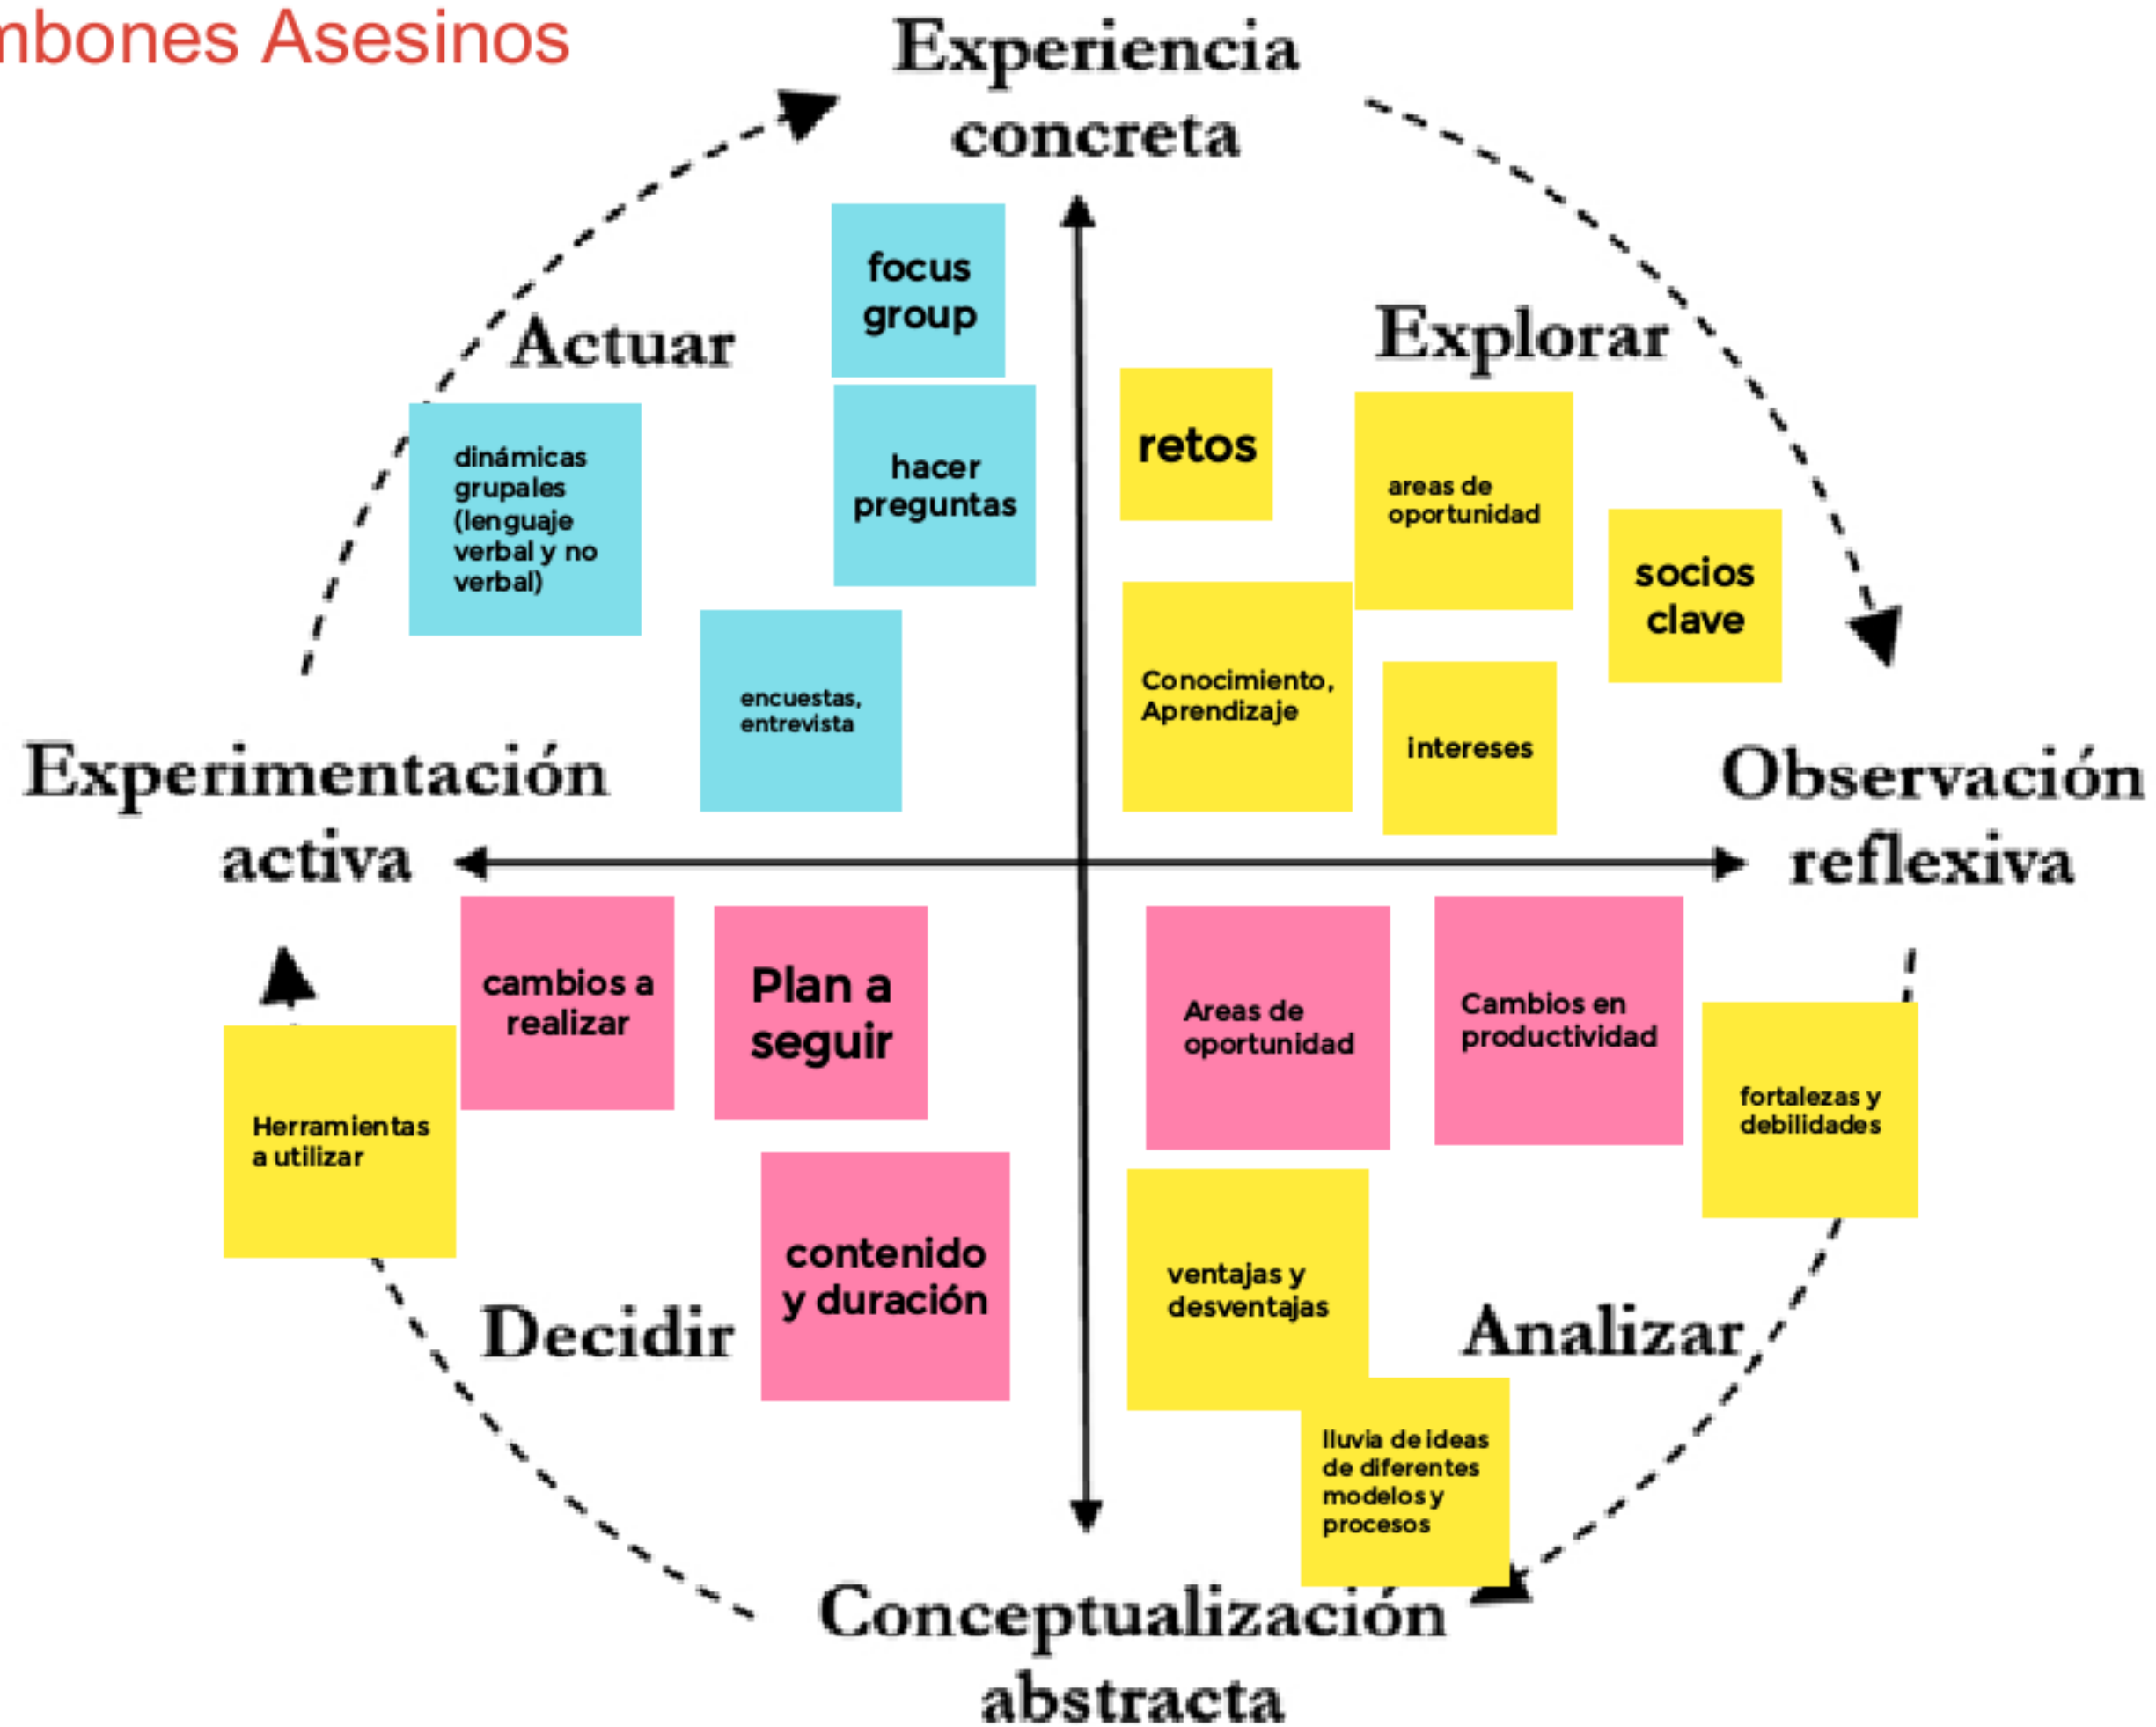 mbones Asesinos
Experiencia
concreta
Actuar
Explorar
focus
group
hacer
preguntas
dinámicas
grupales
(lenguaje
verbal y no
verbal)
encuestas,
entrevista
retos
areas de
oportunidad
socios
clave
Conocimiento,
Aprendizaje
intereses
Experimentación
activa
Observación
reflexiva
cambios a
realizar
Plan a
seguir
Herramientas
a utilizar
contenido
y duración
Decidir
Areas de
oportunidad
Cambios en
productividad
fortalezas y
debilidades
ventajas y
desventajas
Analizar
lluvia de ideas
de diferentes
modelos y
procesos
Conceptualización
abstracta